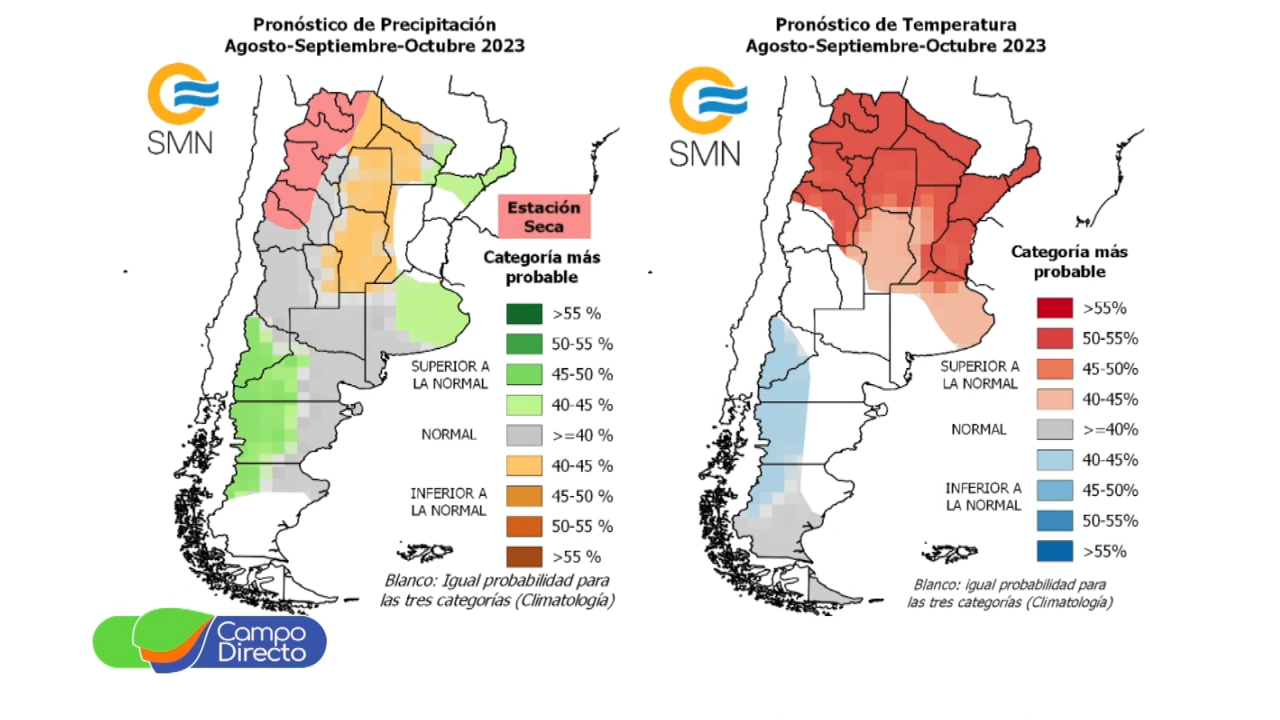 Pronóstico de Precipitación
Agosto-Septiembre-Octubre 2023
SMN
Estación
Seca
Categoría más
probable
>55 %
50-55 %
45-50 %
SUPERIOR A
LA NORMAL
40-45 %
NORMAL
>=40 %
40-45 %
INFERIOR A
LA NORMAL
45-50 %
50-55 %
>55 %
Blanco: Igual probabilidad para
las tres categorías (Climatología)
Pronóstico de Temperatura
Agosto-Septiembre-Octubre 2023
SMN
Categoría más
probable
>55%
50-55%
45-50%
SUPERIOR A
LA NORMAL
40-45%
NORMAL
>=40%
40-45%
INFERIOR A
LA NORMAL
45-50%
50-55%
>55%
Blanco: igual probabilidad para
las tres categorías (Climatología)
Campo
Directo